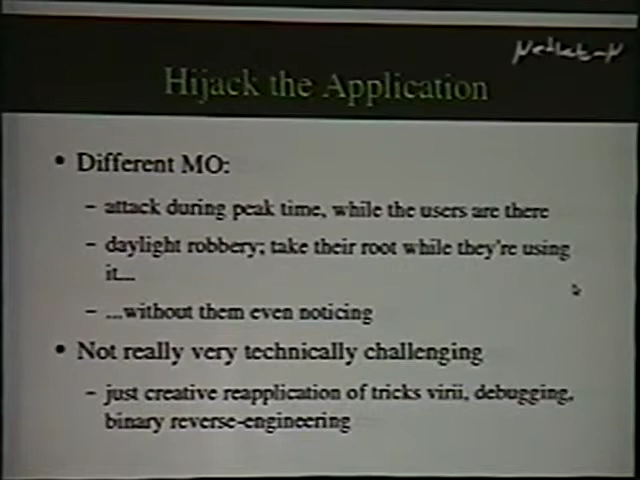 Hijack the Application
• Different MO:
– attack during peak time, while the users are there
– daylight robbery; take their root while they're using
it...
– ...without them even noticing
• Not really very technically challenging
– just creative reapplication of tricks virii, debugging,
binary reverse-engineering